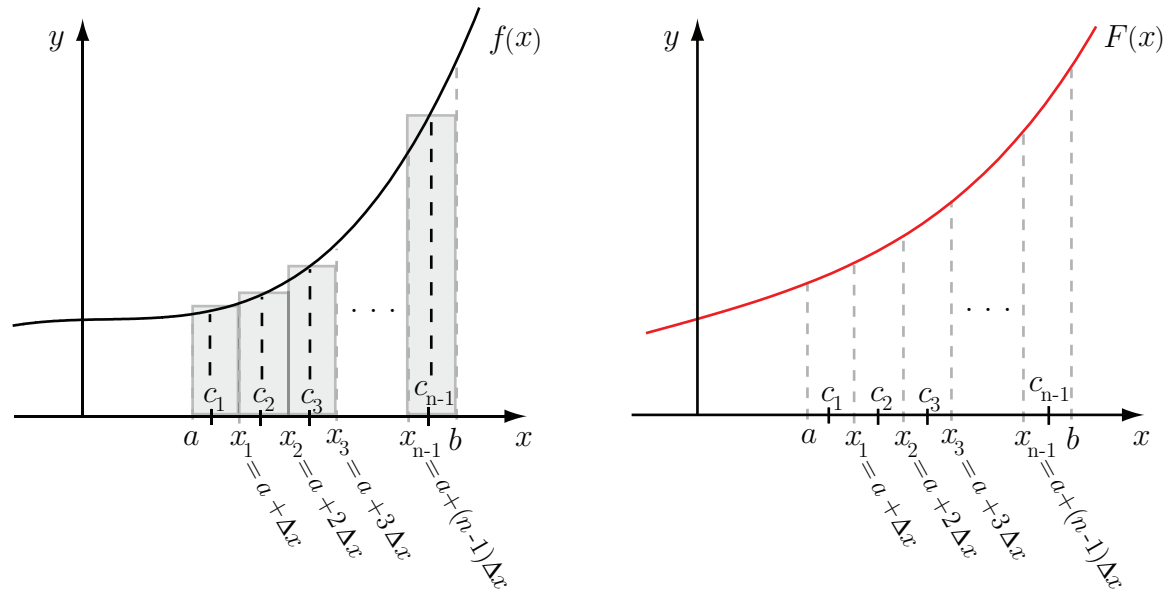 y
f(x)
. . .
c₁ c₂ c₃ cₙ₋₁
a x₁=a+Δx x₂=a+2Δx x₃=a+3Δx xₙ₋₁=a+(n-1)Δx b x
y
F(x)
. . .
c₁ c₂ c₃ cₙ₋₁
a x₁=a+Δx x₂=a+2Δx x₃=a+3Δx xₙ₋₁=a+(n-1)Δx b x